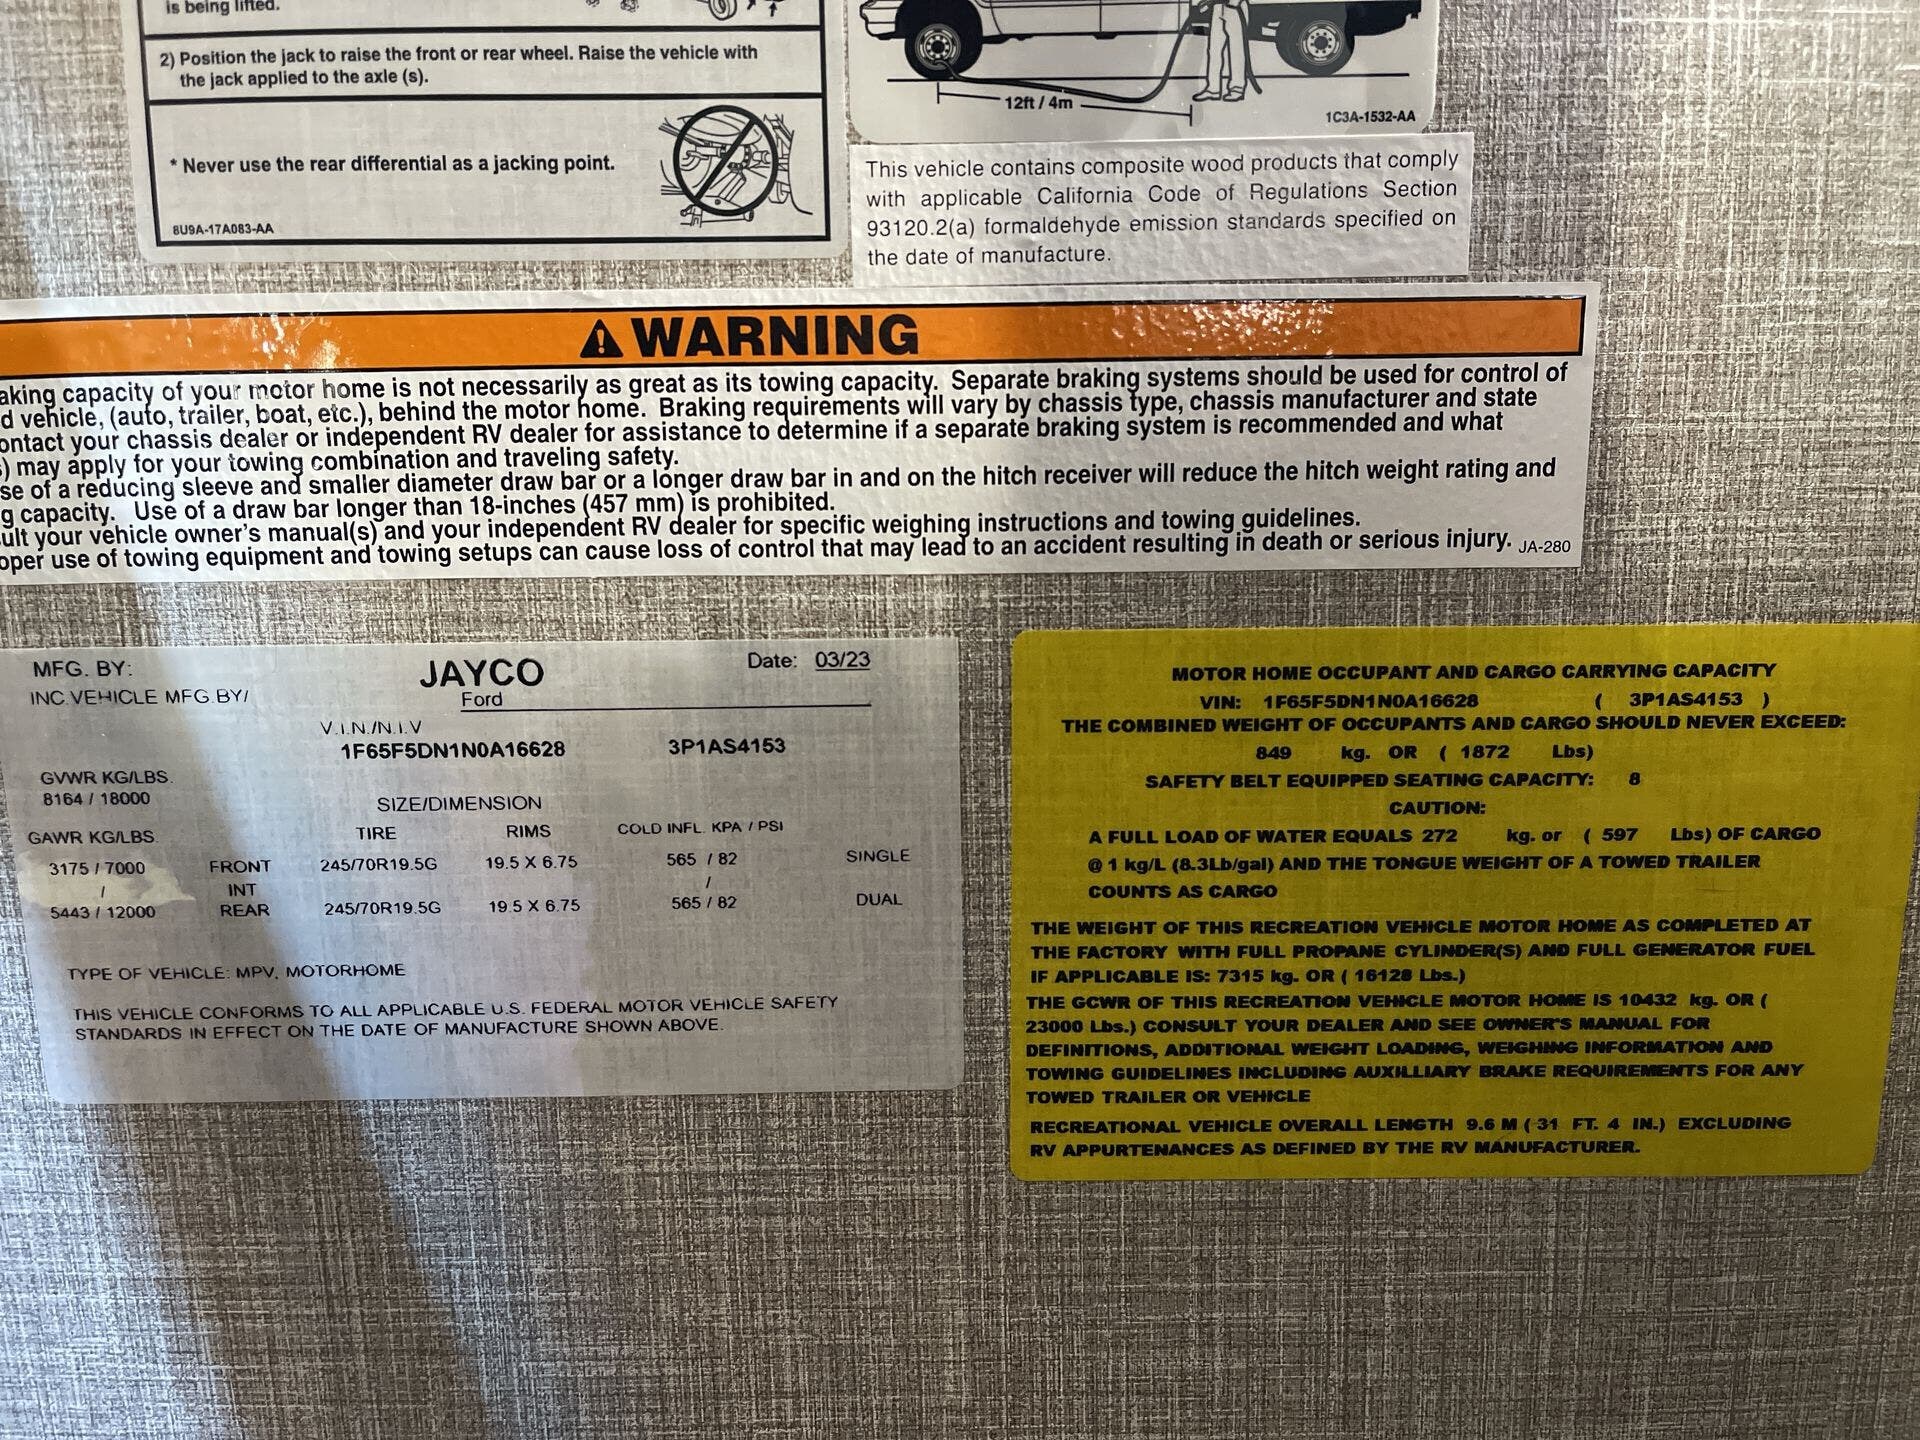 is being lifted.
2) Position the jack to raise the front or rear wheel. Raise the vehicle with
the jack applied to the axle (s).
* Never use the rear differential as a jacking point.
8U9A-17A083-AA
12ft / 4m
1C3A-1532-AA
This vehicle contains composite wood products that comply
with applicable California Code of Regulations Section
93120.2(a) formaldehyde emission standards specified on
the date of manufacture.
WARNING
aking capacity of your motor home is not necessarily as great as its towing capacity. Separate braking systems should be used for control of
d vehicle, (auto, trailer, boat, etc.), behind the motor home. Braking requirements will vary by chassis type, chassis manufacturer and state
ontact your chassis dealer or independent RV dealer for assistance to determine if a separate braking system is recommended and what
s) may apply for your towing combination and traveling safety.
se of a reducing sleeve and smaller diameter draw bar or a longer draw bar in and on the hitch receiver will reduce the hitch weight rating and
g capacity. Use of a draw bar longer than 18-inches (457 mm) is prohibited.
ult your vehicle owner's manual(s) and your independent RV dealer for specific weighing instructions and towing guidelines.
oper use of towing equipment and towing setups can cause loss of control that may lead to an accident resulting in death or serious injury. JA-280
MFG. BY: JAYCO Date: 03/23
INC.VEHICLE MFG.BY/ Ford
V.I.N./N.I.V
1F65F5DN1N0A16628 3P1AS4153
GVWR KG/LBS.
8164 / 18000
SIZE/DIMENSION
GAWR KG/LBS. TIRE RIMS COLD INFL. KPA / PSI
3175 / 7000 FRONT 245/70R19.5G 19.5 X 6.75 565 / 82 SINGLE
/ INT /
5443 / 12000 REAR 245/70R19.5G 19.5 X 6.75 565 / 82 DUAL
TYPE OF VEHICLE: MPV, MOTORHOME
THIS VEHICLE CONFORMS TO ALL APPLICABLE U.S. FEDERAL MOTOR VEHICLE SAFETY
STANDARDS IN EFFECT ON THE DATE OF MANUFACTURE SHOWN ABOVE.
MOTOR HOME OCCUPANT AND CARGO CARRYING CAPACITY
VIN: 1F65F5DN1N0A16628 ( 3P1AS4153 )
THE COMBINED WEIGHT OF OCCUPANTS AND CARGO SHOULD NEVER EXCEED:
849 kg. OR ( 1872 Lbs)
SAFETY BELT EQUIPPED SEATING CAPACITY: 8
CAUTION:
A FULL LOAD OF WATER EQUALS 272 kg. or ( 597 Lbs) OF CARGO
@ 1 kg/L (8.3Lb/gal) AND THE TONGUE WEIGHT OF A TOWED TRAILER
COUNTS AS CARGO
THE WEIGHT OF THIS RECREATION VEHICLE MOTOR HOME AS COMPLETED AT
THE FACTORY WITH FULL PROPANE CYLINDER(S) AND FULL GENERATOR FUEL
IF APPLICABLE IS: 7315 kg. OR ( 16128 Lbs.)
THE GCWR OF THIS RECREATION VEHICLE MOTOR HOME IS 10432 kg. OR (
23000 Lbs.) CONSULT YOUR DEALER AND SEE OWNER'S MANUAL FOR
DEFINITIONS, ADDITIONAL WEIGHT LOADING, WEIGHING INFORMATION AND
TOWING GUIDELINES INCLUDING AUXILLIARY BRAKE REQUIREMENTS FOR ANY
TOWED TRAILER OR VEHICLE
RECREATIONAL VEHICLE OVERALL LENGTH 9.6 M ( 31 FT. 4 IN.) EXCLUDING
RV APPURTENANCES AS DEFINED BY THE RV MANUFACTURER.